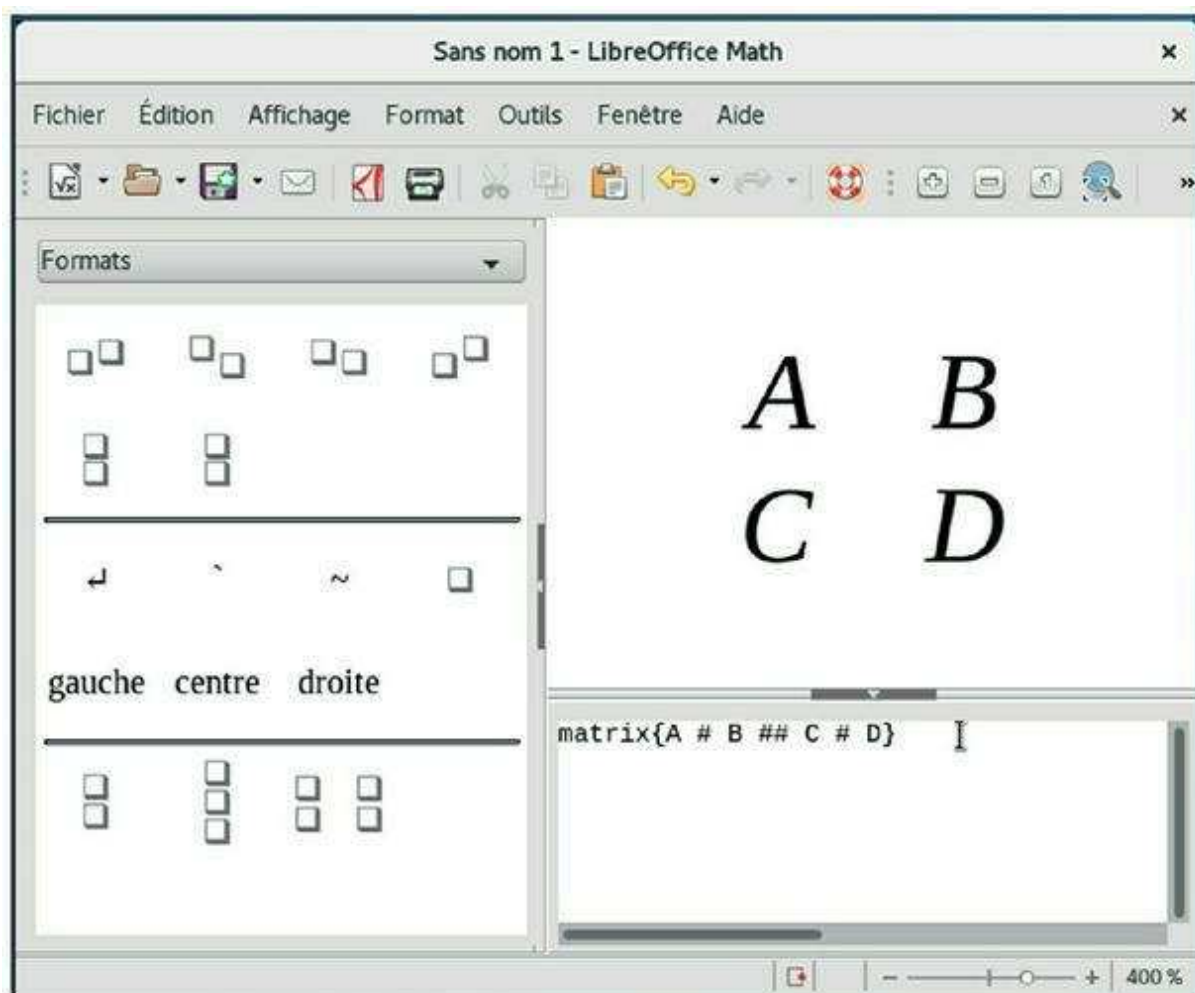 Sans nom 1 - LibreOffice Math
Fichier Édition Affichage Format Outils Fenêtre Aide
Formats
A B
C D
gauche centre droite
matrix{A # B ## C # D}
400 %